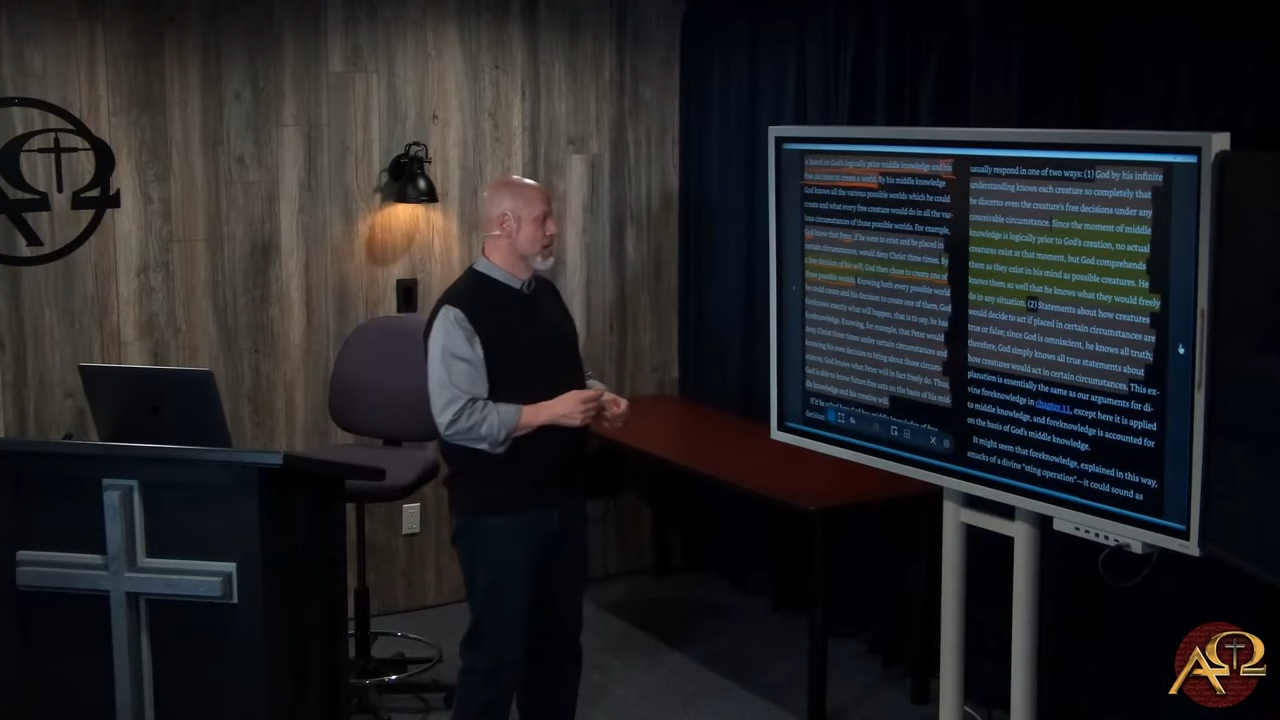 is based on God's logically prior middle knowledge and his
free decision to create a world. By his middle knowledge
God knows all the various possible worlds which he could
create and what every free creature would do in all the var-
ious circumstances of those possible worlds. For example,
God knew that Peter, if he were to exist and be placed in
certain circumstances, would deny Christ three times. By
a free decision of his will, God then chose to create one of
those possible worlds. Knowing both every possible world
he could create and his decision to create one of them, God
foreknows exactly what will happen, that is to say, he has
foreknowledge. Knowing, for example, that Peter would
deny Christ three times under certain circumstances and
knowing his own decision to bring about those circum-
stances, God knows what Peter will in fact freely do. Thus,
God is able to know future free acts on the basis of his mid-
dle knowledge and his creative will.
If it be asked how God has middle knowledge of free
decision
usually respond in one of two ways: (1) God by his infinite
understanding knows each creature so completely that
he discerns even the creature's free decisions under any
conceivable circumstance. Since the moment of middle
knowledge is logically prior to God's creation, no actual
creatures exist at that moment, but God comprehends
them as they exist in his mind as possible creatures. He
knows them so well that he knows what they would freely
do in any situation. (2) Statements about how creatures
would decide to act if placed in certain circumstances are
true or false; since God is omniscient, he knows all truth;
therefore, God simply knows all true statements about
how creatures would act in certain circumstances. This ex-
planation is essentially the same as our arguments for di-
vine foreknowledge in chapter 11, except here it is applied
to middle knowledge, and foreknowledge is accounted for
on the basis of God's middle knowledge.
It might seem that foreknowledge, explained in this way,
smacks of a divine "sting operation"—it could sound as
ΑΩ